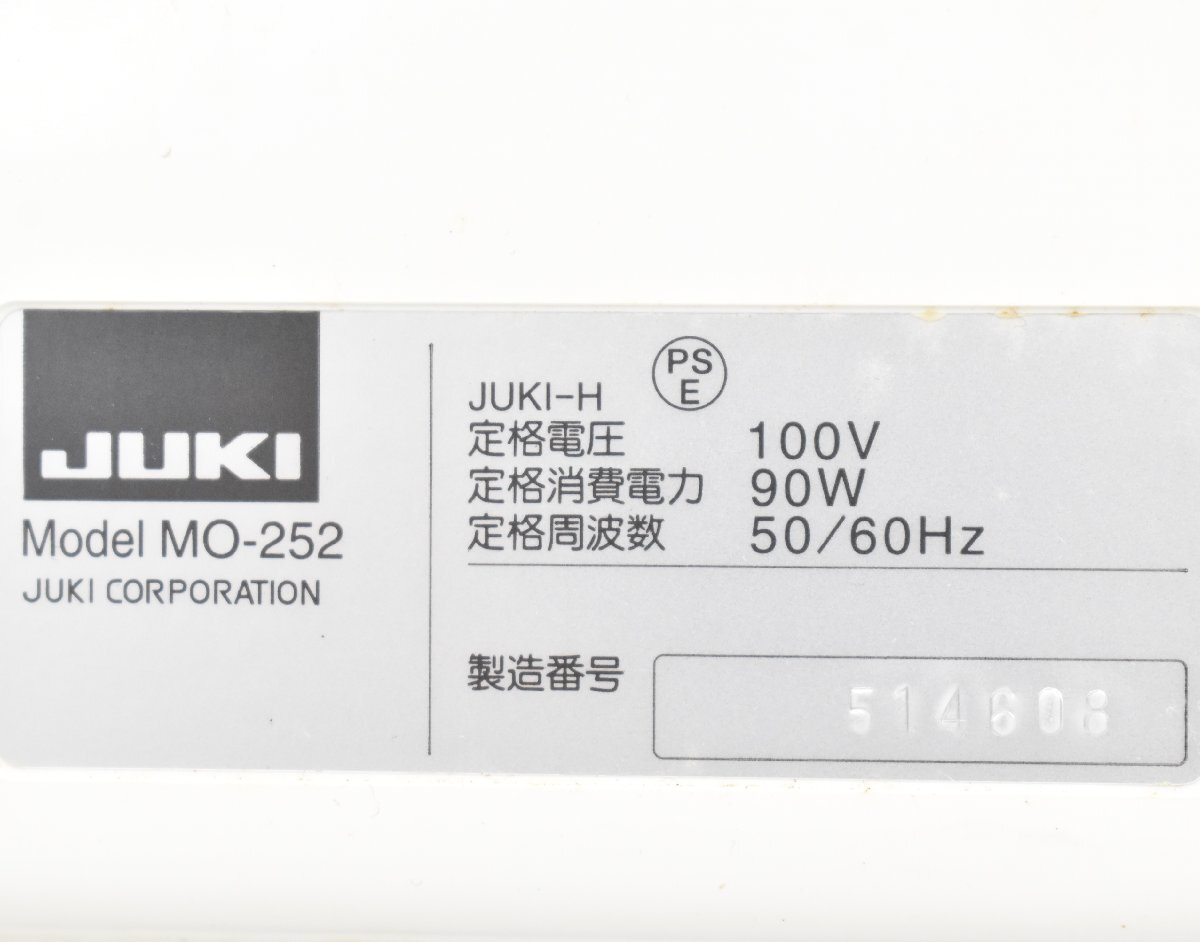 JUKI
Model MO-252
JUKI CORPORATION
PS
E
JUKI-H
定格電圧 100V
定格消費電力 90W
定格周波数 50/60Hz
製造番号 514608